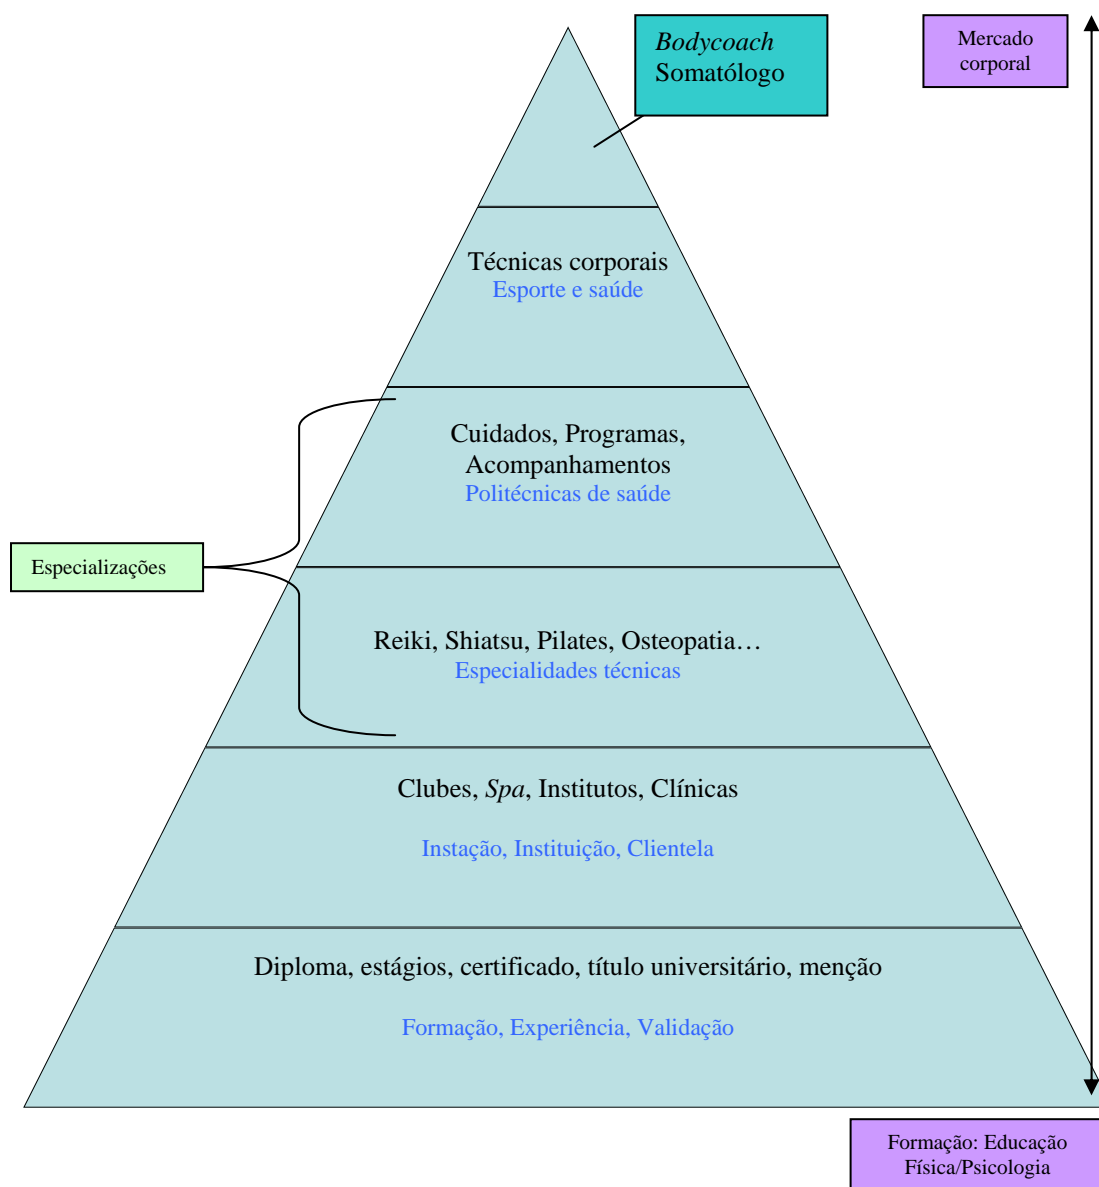 Bodycoach
Somatólogo
Mercado
corporal
Técnicas corporais
Esporte e saúde
Cuidados, Programas,
Acompanhamentos
Politécnicas de saúde
Especializações
Reiki, Shiatsu, Pilates, Osteopatia…
Especialidades técnicas
Clubes, Spa, Institutos, Clínicas
Instação, Instituição, Clientela
Diploma, estágios, certificado, título universitário, menção
Formação, Experiência, Validação
Formação: Educação
Física/Psicologia